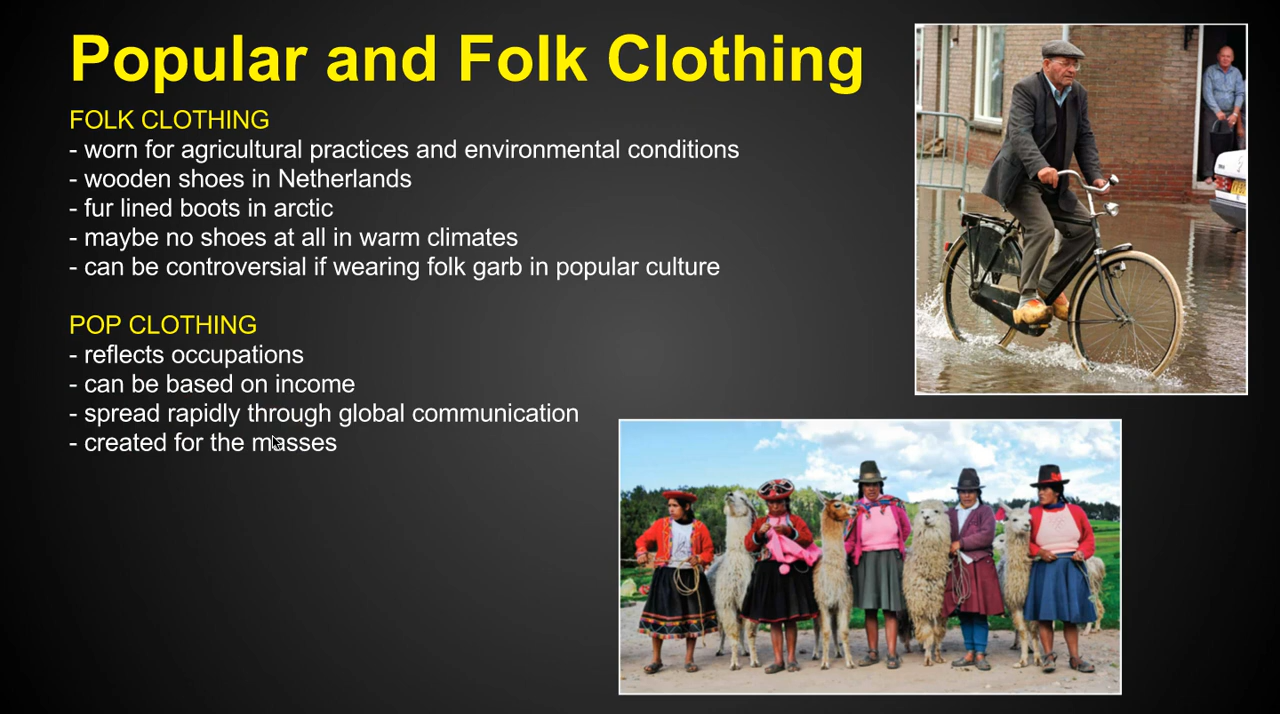 Popular and Folk Clothing
FOLK CLOTHING
- worn for agricultural practices and environmental conditions
- wooden shoes in Netherlands
- fur lined boots in arctic
- maybe no shoes at all in warm climates
- can be controversial if wearing folk garb in popular culture
POP CLOTHING
- reflects occupations
- can be based on income
- spread rapidly through global communication
- created for the masses